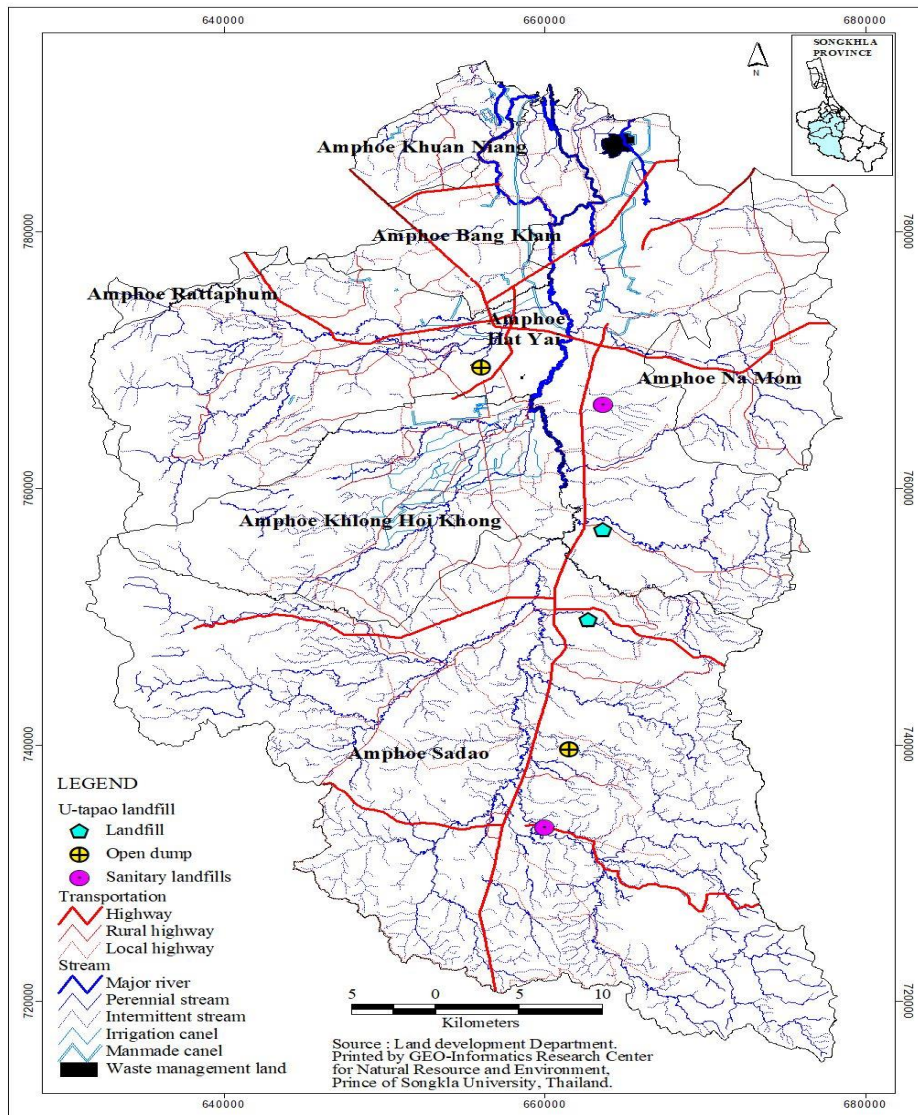 640000
660000
680000
SONGKHLA
PROVINCE
N
Amphoe Khuan Niang
780000
780000
Amphoe Bang Klam
Amphoe Rattaphum
Amphoe
Hat Yai
Amphoe Na Mom
760000
760000
Amphoe Khlong Hoi Khong
740000
740000
Amphoe Sadao
LEGEND
U-tapao landfill
Landfill
Open dump
Sanitary landfills
Transportation
Highway
Rural highway
Local highway
Stream
Major river
Perennial stream
Intermittent stream
Irrigation canel
Manmade canel
Waste management land
5 0 5 10
Kilometers
720000
720000
Source : Land development Department.
Printed by GEO-Informatics Research Center
for Natural Resource and Environment,
Prince of Songkla University, Thailand.
640000
660000
680000